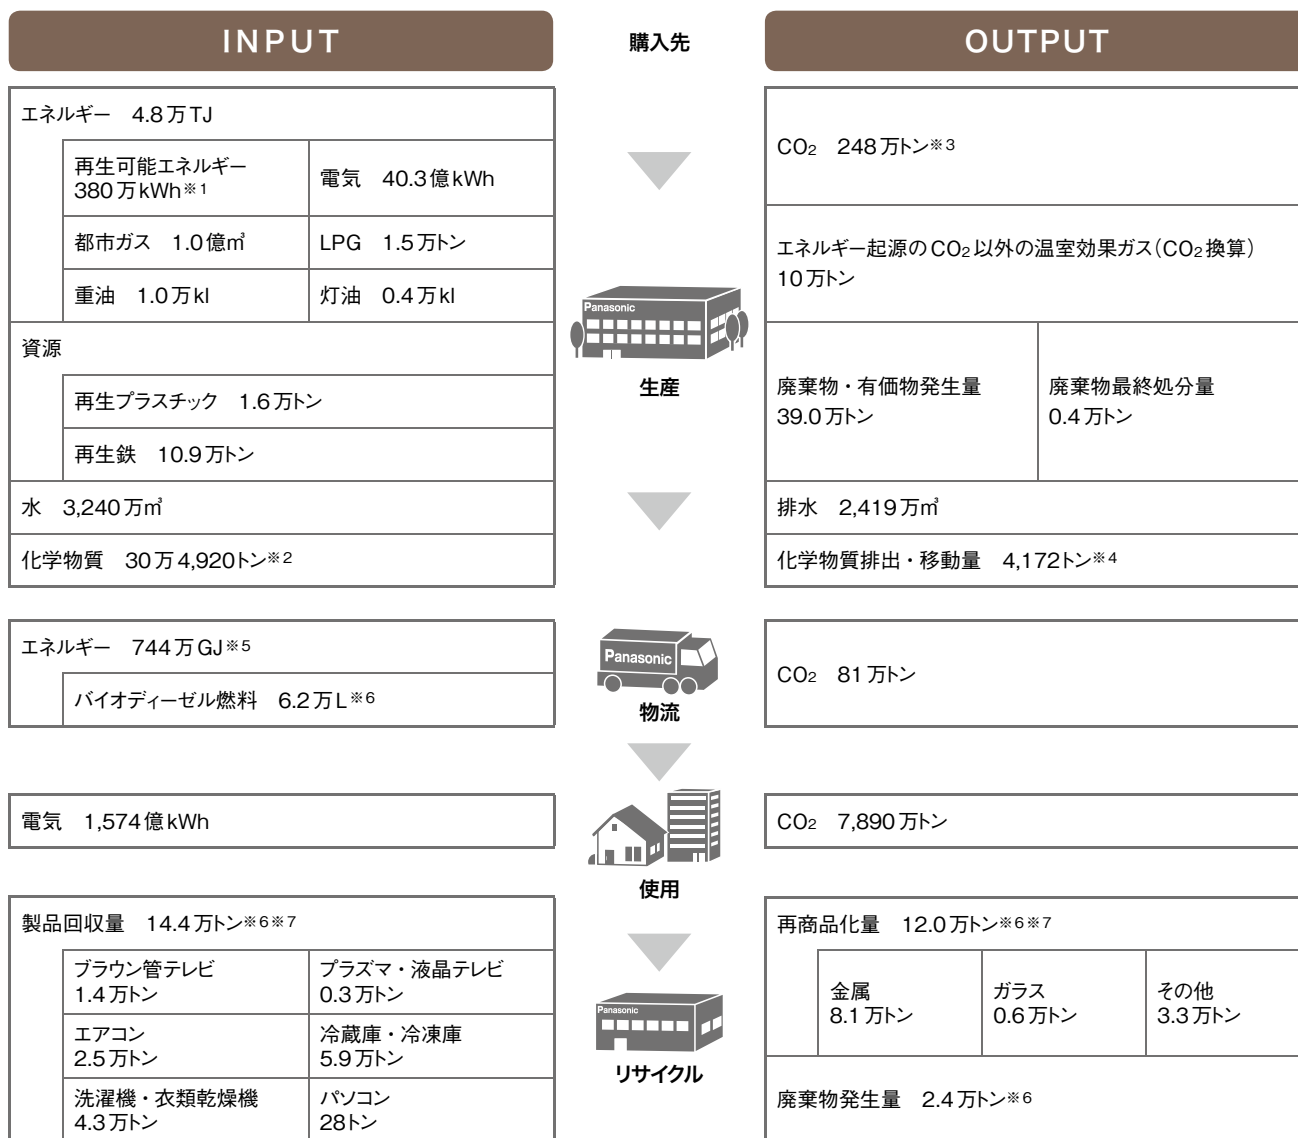 INPUT
購入先
OUTPUT
エネルギー 4.8万TJ
再生可能エネルギー
380万kWh※1
電気 40.3億kWh
都市ガス 1.0億㎥
LPG 1.5万トン
重油 1.0万kl
灯油 0.4万kl
資源
再生プラスチック 1.6万トン
再生鉄 10.9万トン
水 3,240万㎥
化学物質 30万4,920トン※2
Panasonic
生産
CO₂ 248万トン※3
エネルギー起源のCO₂以外の温室効果ガス(CO₂換算)
10万トン
廃棄物・有価物発生量
39.0万トン
廃棄物最終処分量
0.4万トン
排水 2,419万㎥
化学物質排出・移動量 4,172トン※4
エネルギー 744万GJ※5
バイオディーゼル燃料 6.2万L※6
Panasonic
物流
CO₂ 81万トン
電気 1,574億kWh
使用
CO₂ 7,890万トン
製品回収量 14.4万トン※6※7
ブラウン管テレビ
1.4万トン
プラズマ・液晶テレビ
0.3万トン
エアコン
2.5万トン
冷蔵庫・冷凍庫
5.9万トン
洗濯機・衣類乾燥機
4.3万トン
パソコン
28トン
Panasonic
リサイクル
再商品化量 12.0万トン※6※7
金属
8.1万トン
ガラス
0.6万トン
その他
3.3万トン
廃棄物発生量 2.4万トン※6